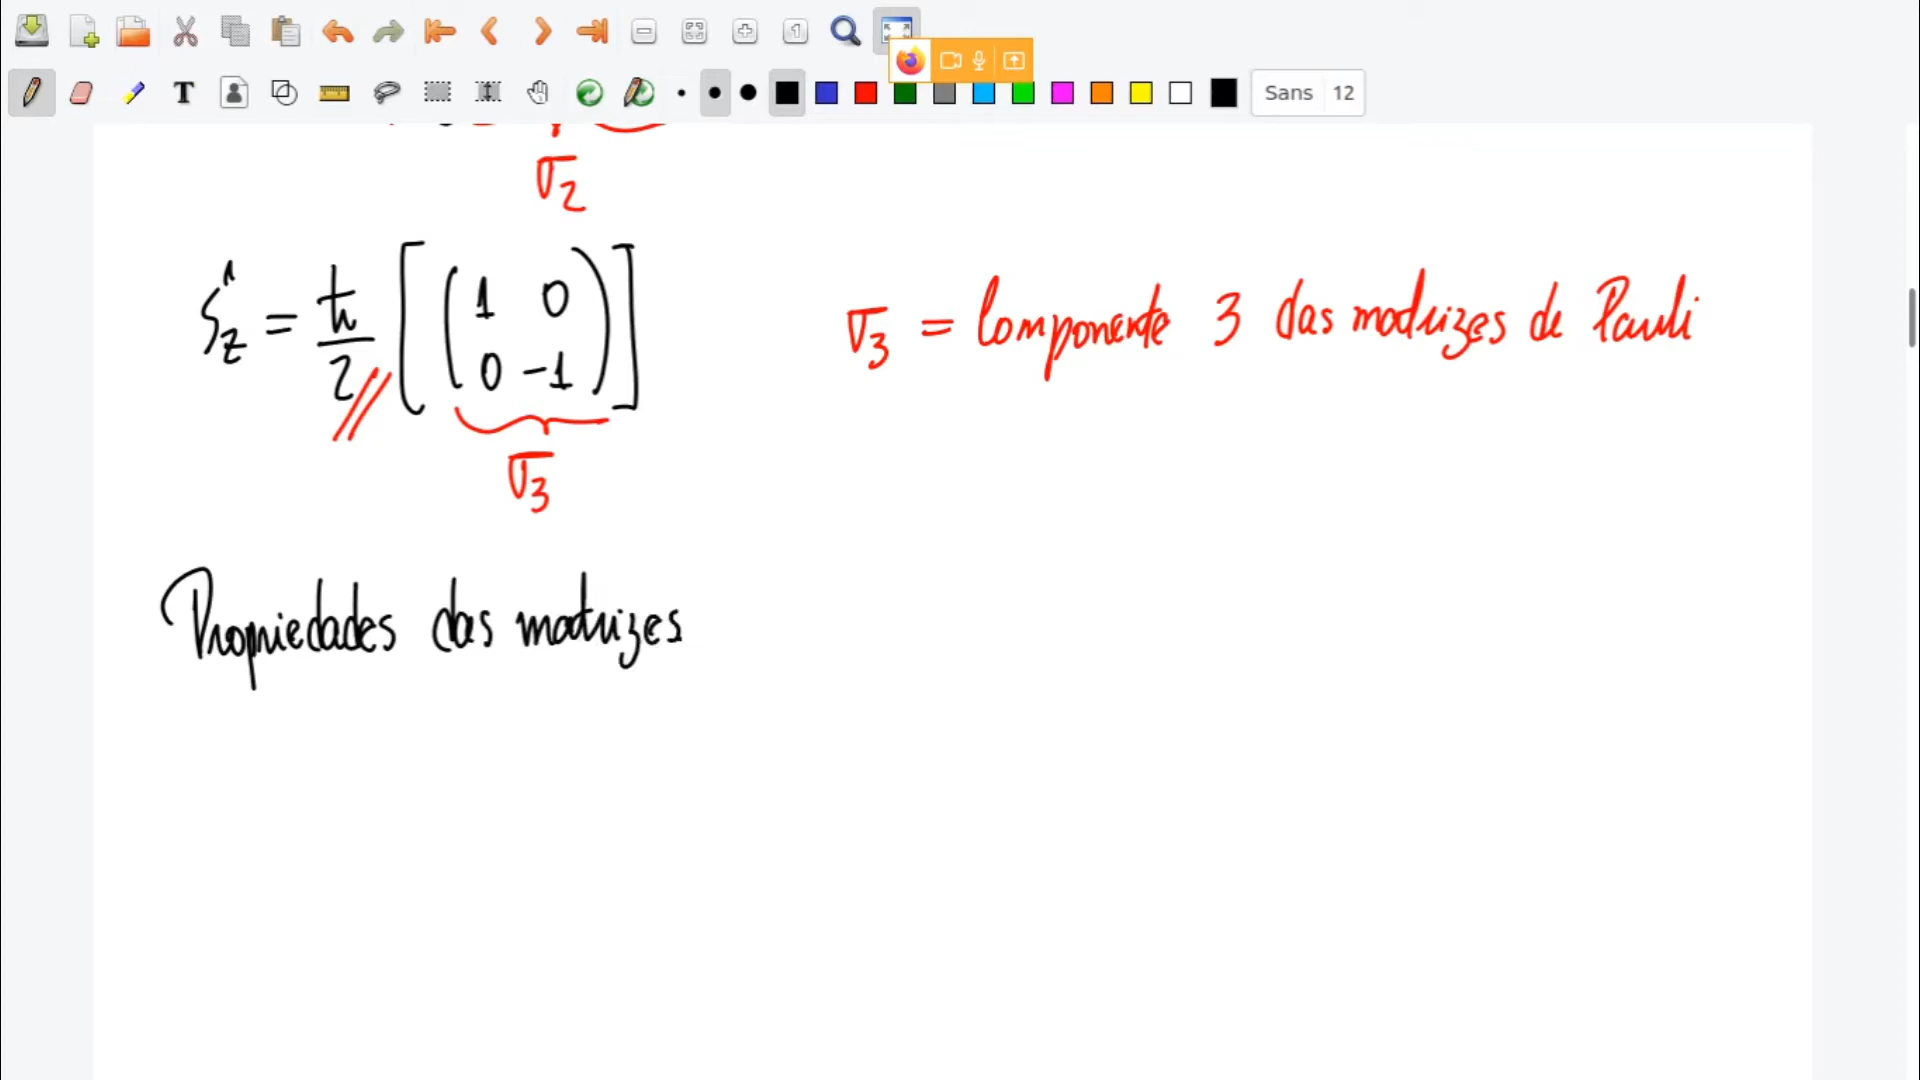 Sans 12
σ₂
Ŝz = ħ/2 [(1 0
0 -1)]
σ₃ = Componente 3 das matrizes de Pauli
σ₃
Propriedades das matrizes